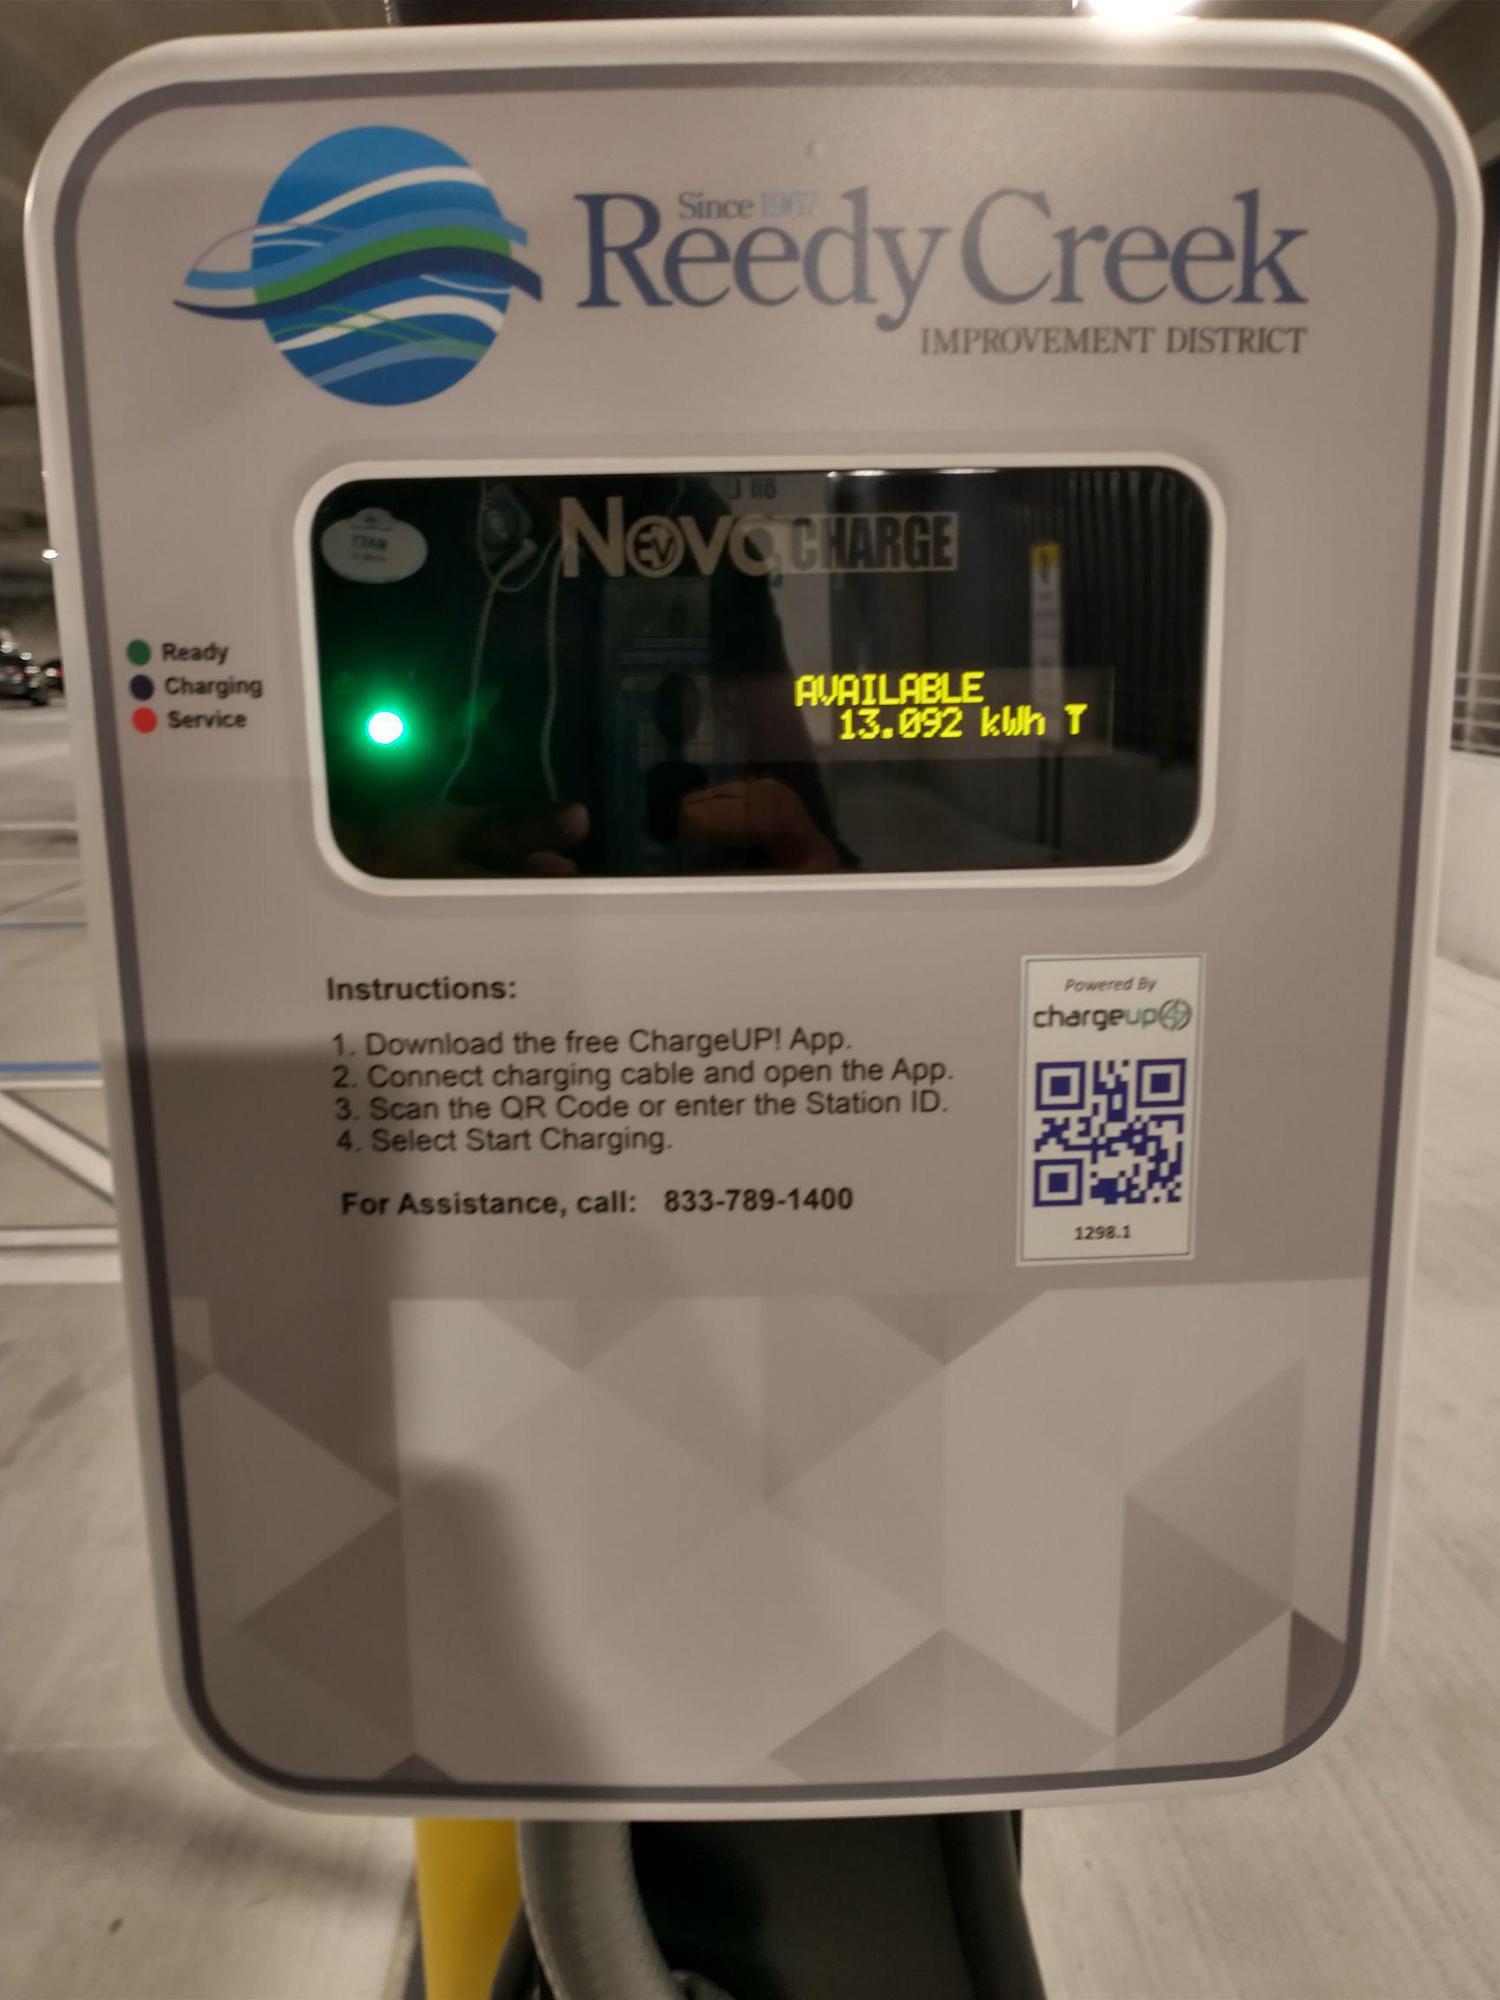 Since 1967
Reedy Creek
IMPROVEMENT DISTRICT
NovaCHARGE
EV
Ready
Charging
Service
AVAILABLE
13.092 kWh T
Instructions:
1. Download the free ChargeUP! App.
2. Connect charging cable and open the App.
3. Scan the QR Code or enter the Station ID.
4. Select Start Charging.
For Assistance, call: 833-789-1400
Powered By
chargeup
1298.1